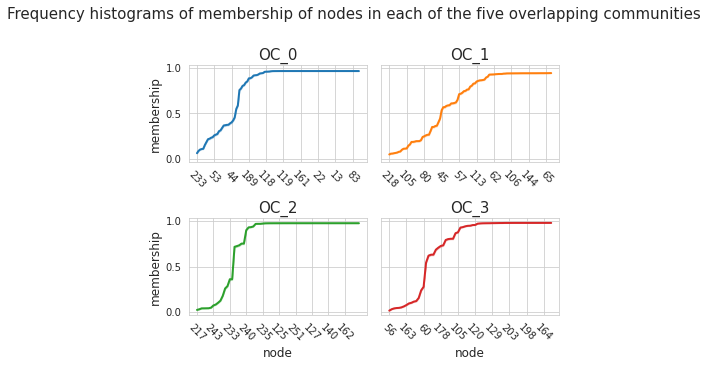 Frequency histograms of membership of nodes in each of the five overlapping communities
OC_0
OC_1
membership
1.0
0.5
0.0
233 53 44 189 118 119 161 22 13 83
218 105 80 45 57 113 62 106 144 65
OC_2
OC_3
membership
1.0
0.5
0.0
217 243 233 240 235 125 251 127 140 162
56 163 60 178 105 120 129 203 198 164
node
node